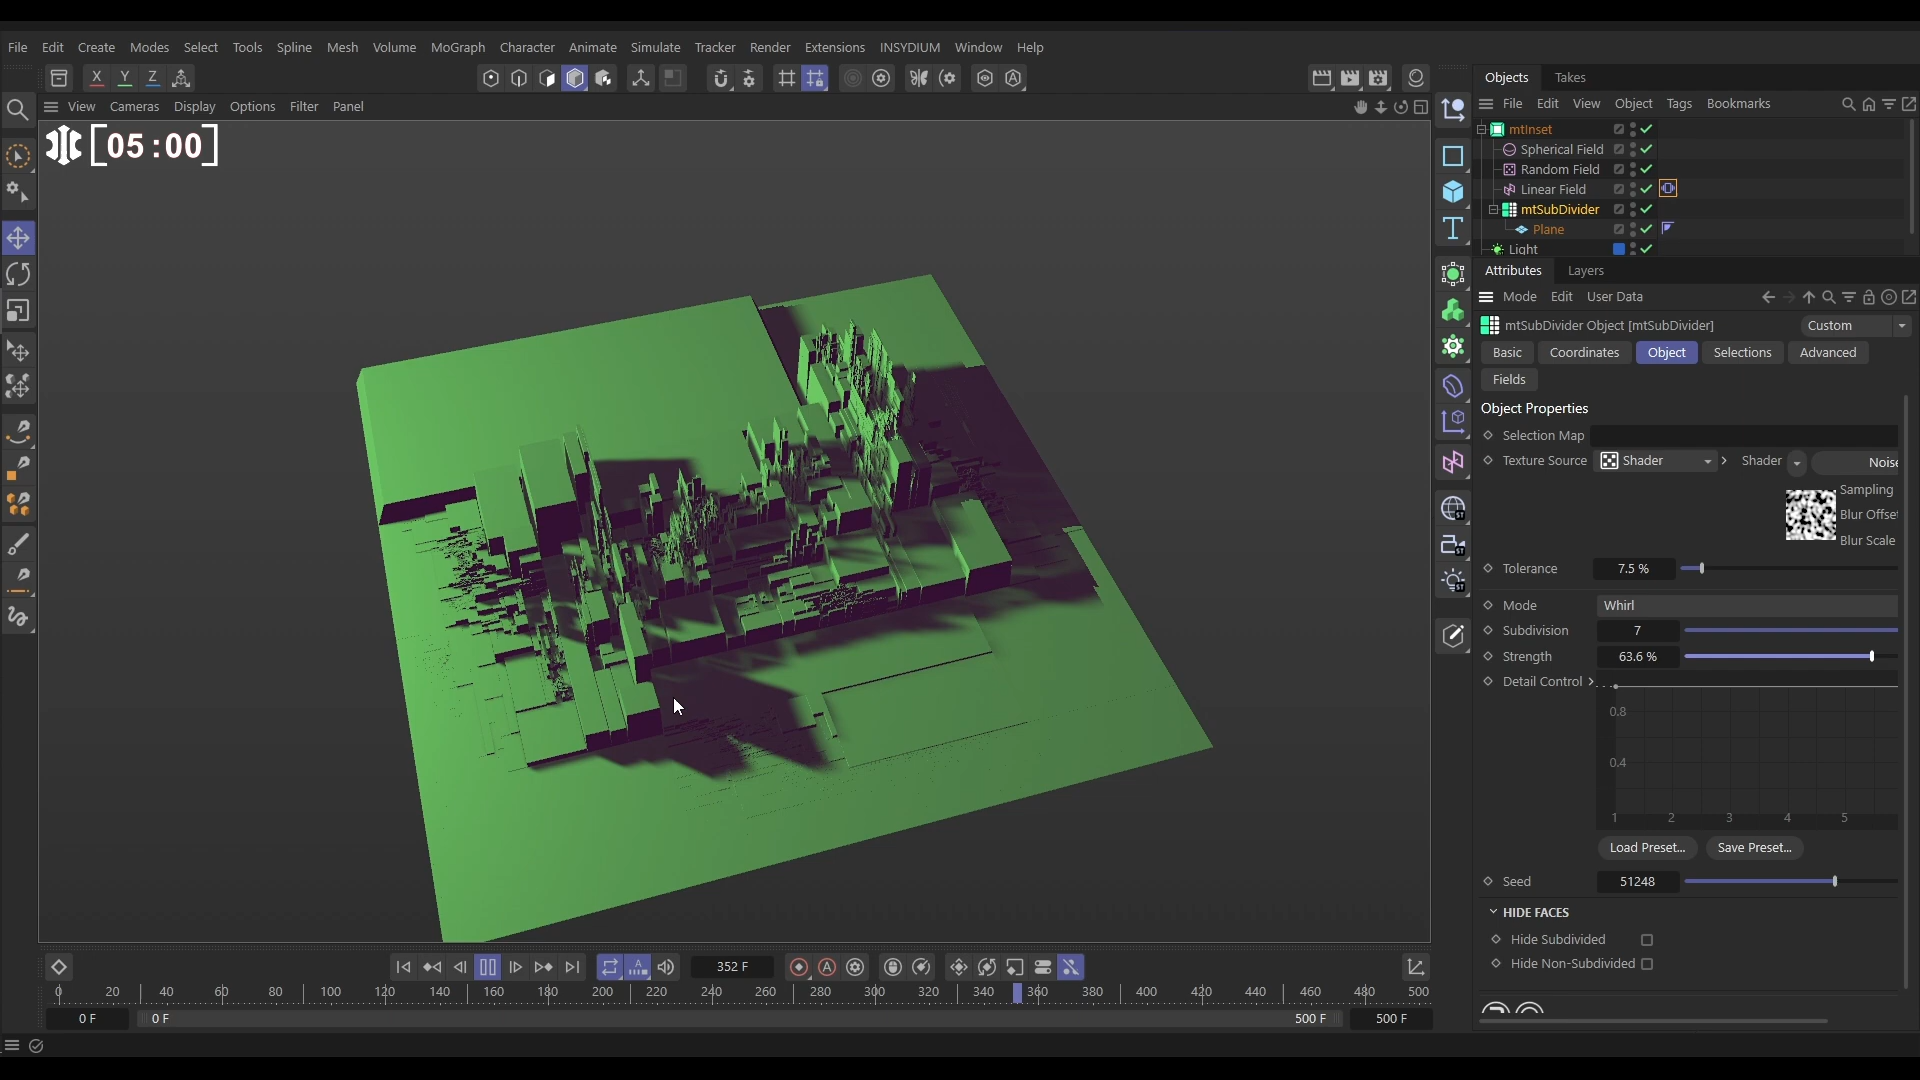 File Edit Create Modes Select Tools Spline Mesh Volume MoGraph Character Animate Simulate Tracker Render Extensions INSYDIUM Window Help
X Y Z
View Cameras Display Options Filter Panel
[05:00]
Objects Takes
File Edit View Object Tags Bookmarks
mtInset
Spherical Field
Random Field
Linear Field
mtSubDivider
Plane
Light
Attributes Layers
Mode Edit User Data
mtSubDivider Object [mtSubDivider] Custom
Basic Coordinates Object Selections Advanced
Fields
Object Properties
Selection Map
Texture Source Shader > Shader Noise
Sampling
Blur Offset
Blur Scale
Tolerance 7.5 %
Mode Whirl
Subdivision 7
Strength 63.6 %
Detail Control >
0.8
0.4
1 2 3 4 5
Load Preset... Save Preset...
Seed 51248
HIDE FACES
Hide Subdivided
Hide Non-Subdivided
352 F
0 20 40 60 80 100 120 140 160 180 200 220 240 260 280 300 320 340 360 380 400 420 440 460 480 500
0 F 0 F 500 F 500 F